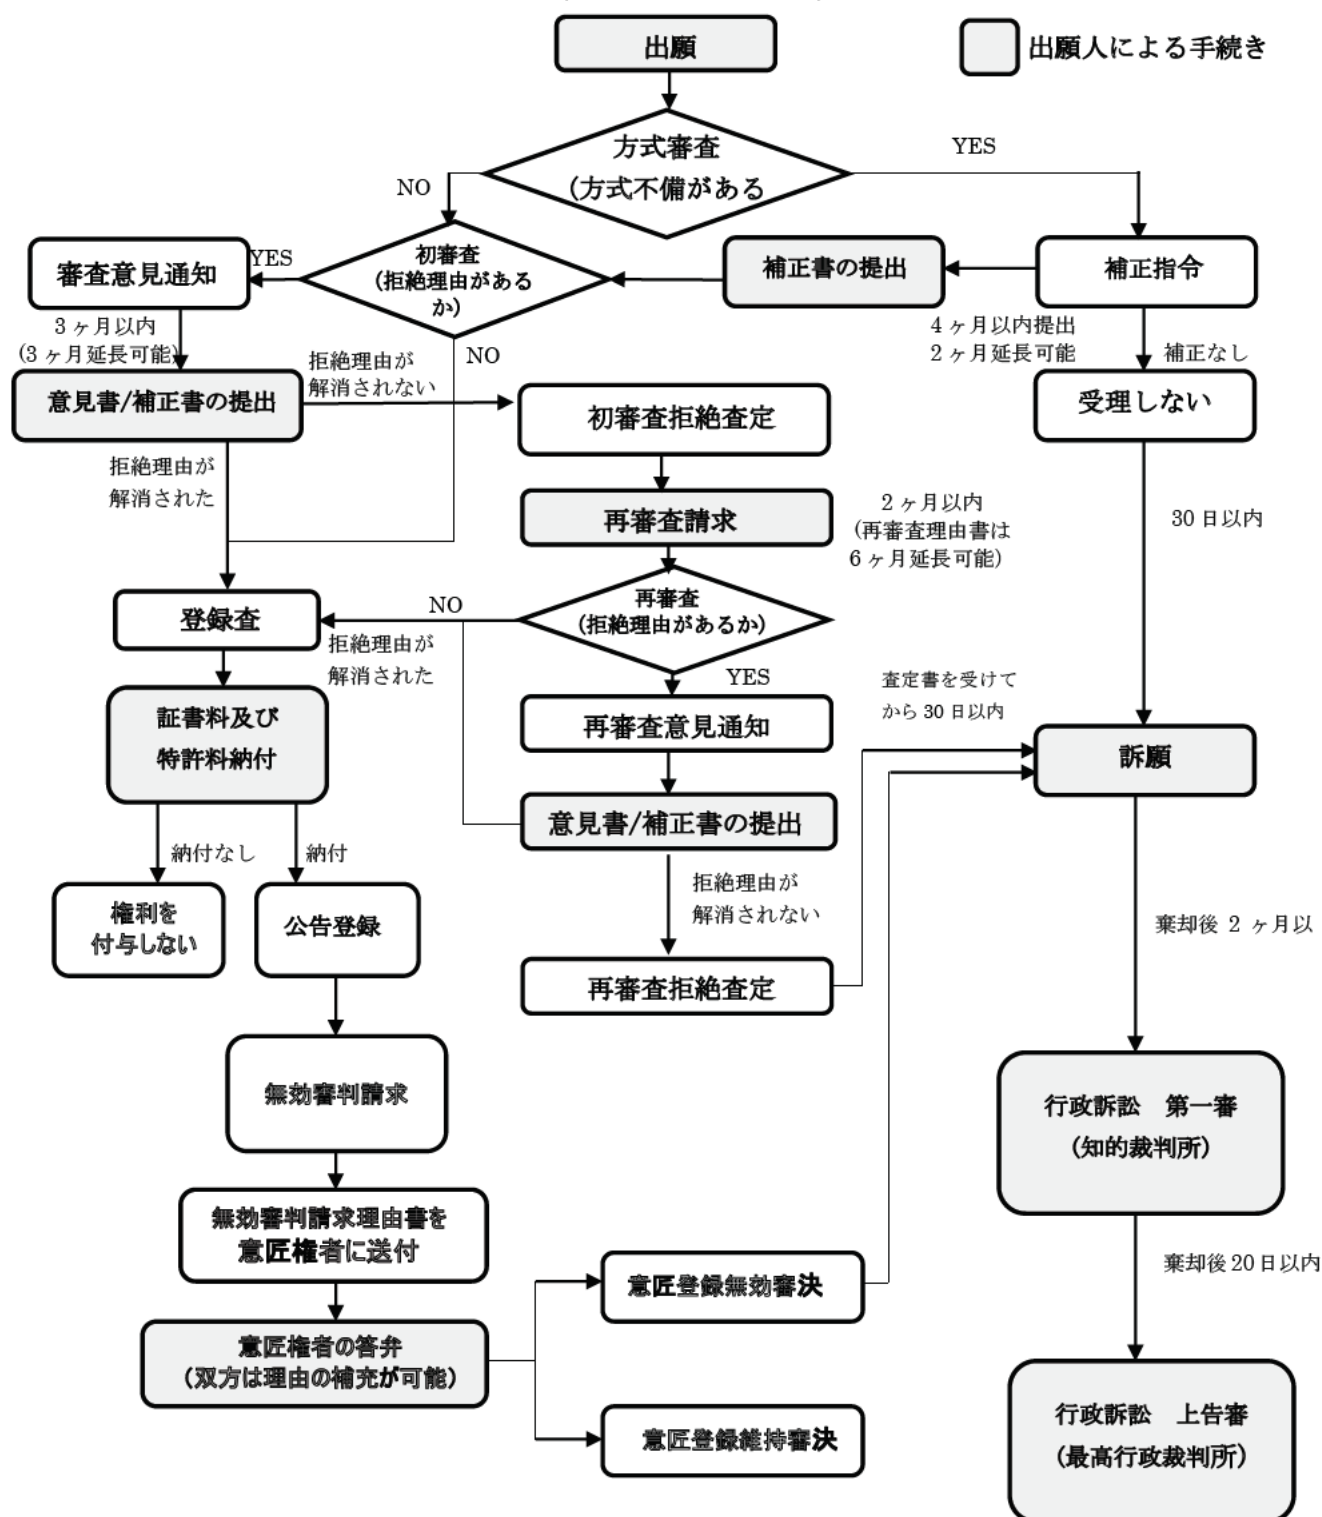 出願
出願人による手続き
方式審査
(方式不備がある
YES
NO
初審査
(拒絶理由がある
か)
YES
審査意見通知
補正書の提出
補正指令
3ヶ月以内
(3ヶ月延長可能)
NO
4ヶ月以内提出
2ヶ月延長可能
補正なし
拒絶理由が
解消されない
意見書/補正書の提出
初審査拒絶査定
受理しない
拒絶理由が
解消された
再審査請求
2ヶ月以内
(再審査理由書は
6ヶ月延長可能)
30日以内
再審査
(拒絶理由があるか)
NO
登録査
拒絶理由が
解消された
YES
証書料及び
特許料納付
再審査意見通知
査定書を受けて
から30日以内
訴願
意見書/補正書の提出
納付なし
納付
拒絶理由が
解消されない
権利を
付与しない
公告登録
棄却後 2 ヶ月以
再審査拒絶査定
無効審判請求
行政訴訟 第一審
(知的裁判所)
無効審判請求理由書を
意匠権者に送付
棄却後20日以内
意匠登録無効審決
意匠権者の答弁
(双方は理由の補充が可能)
意匠登録維持審決
行政訴訟 上告審
(最高行政裁判所)